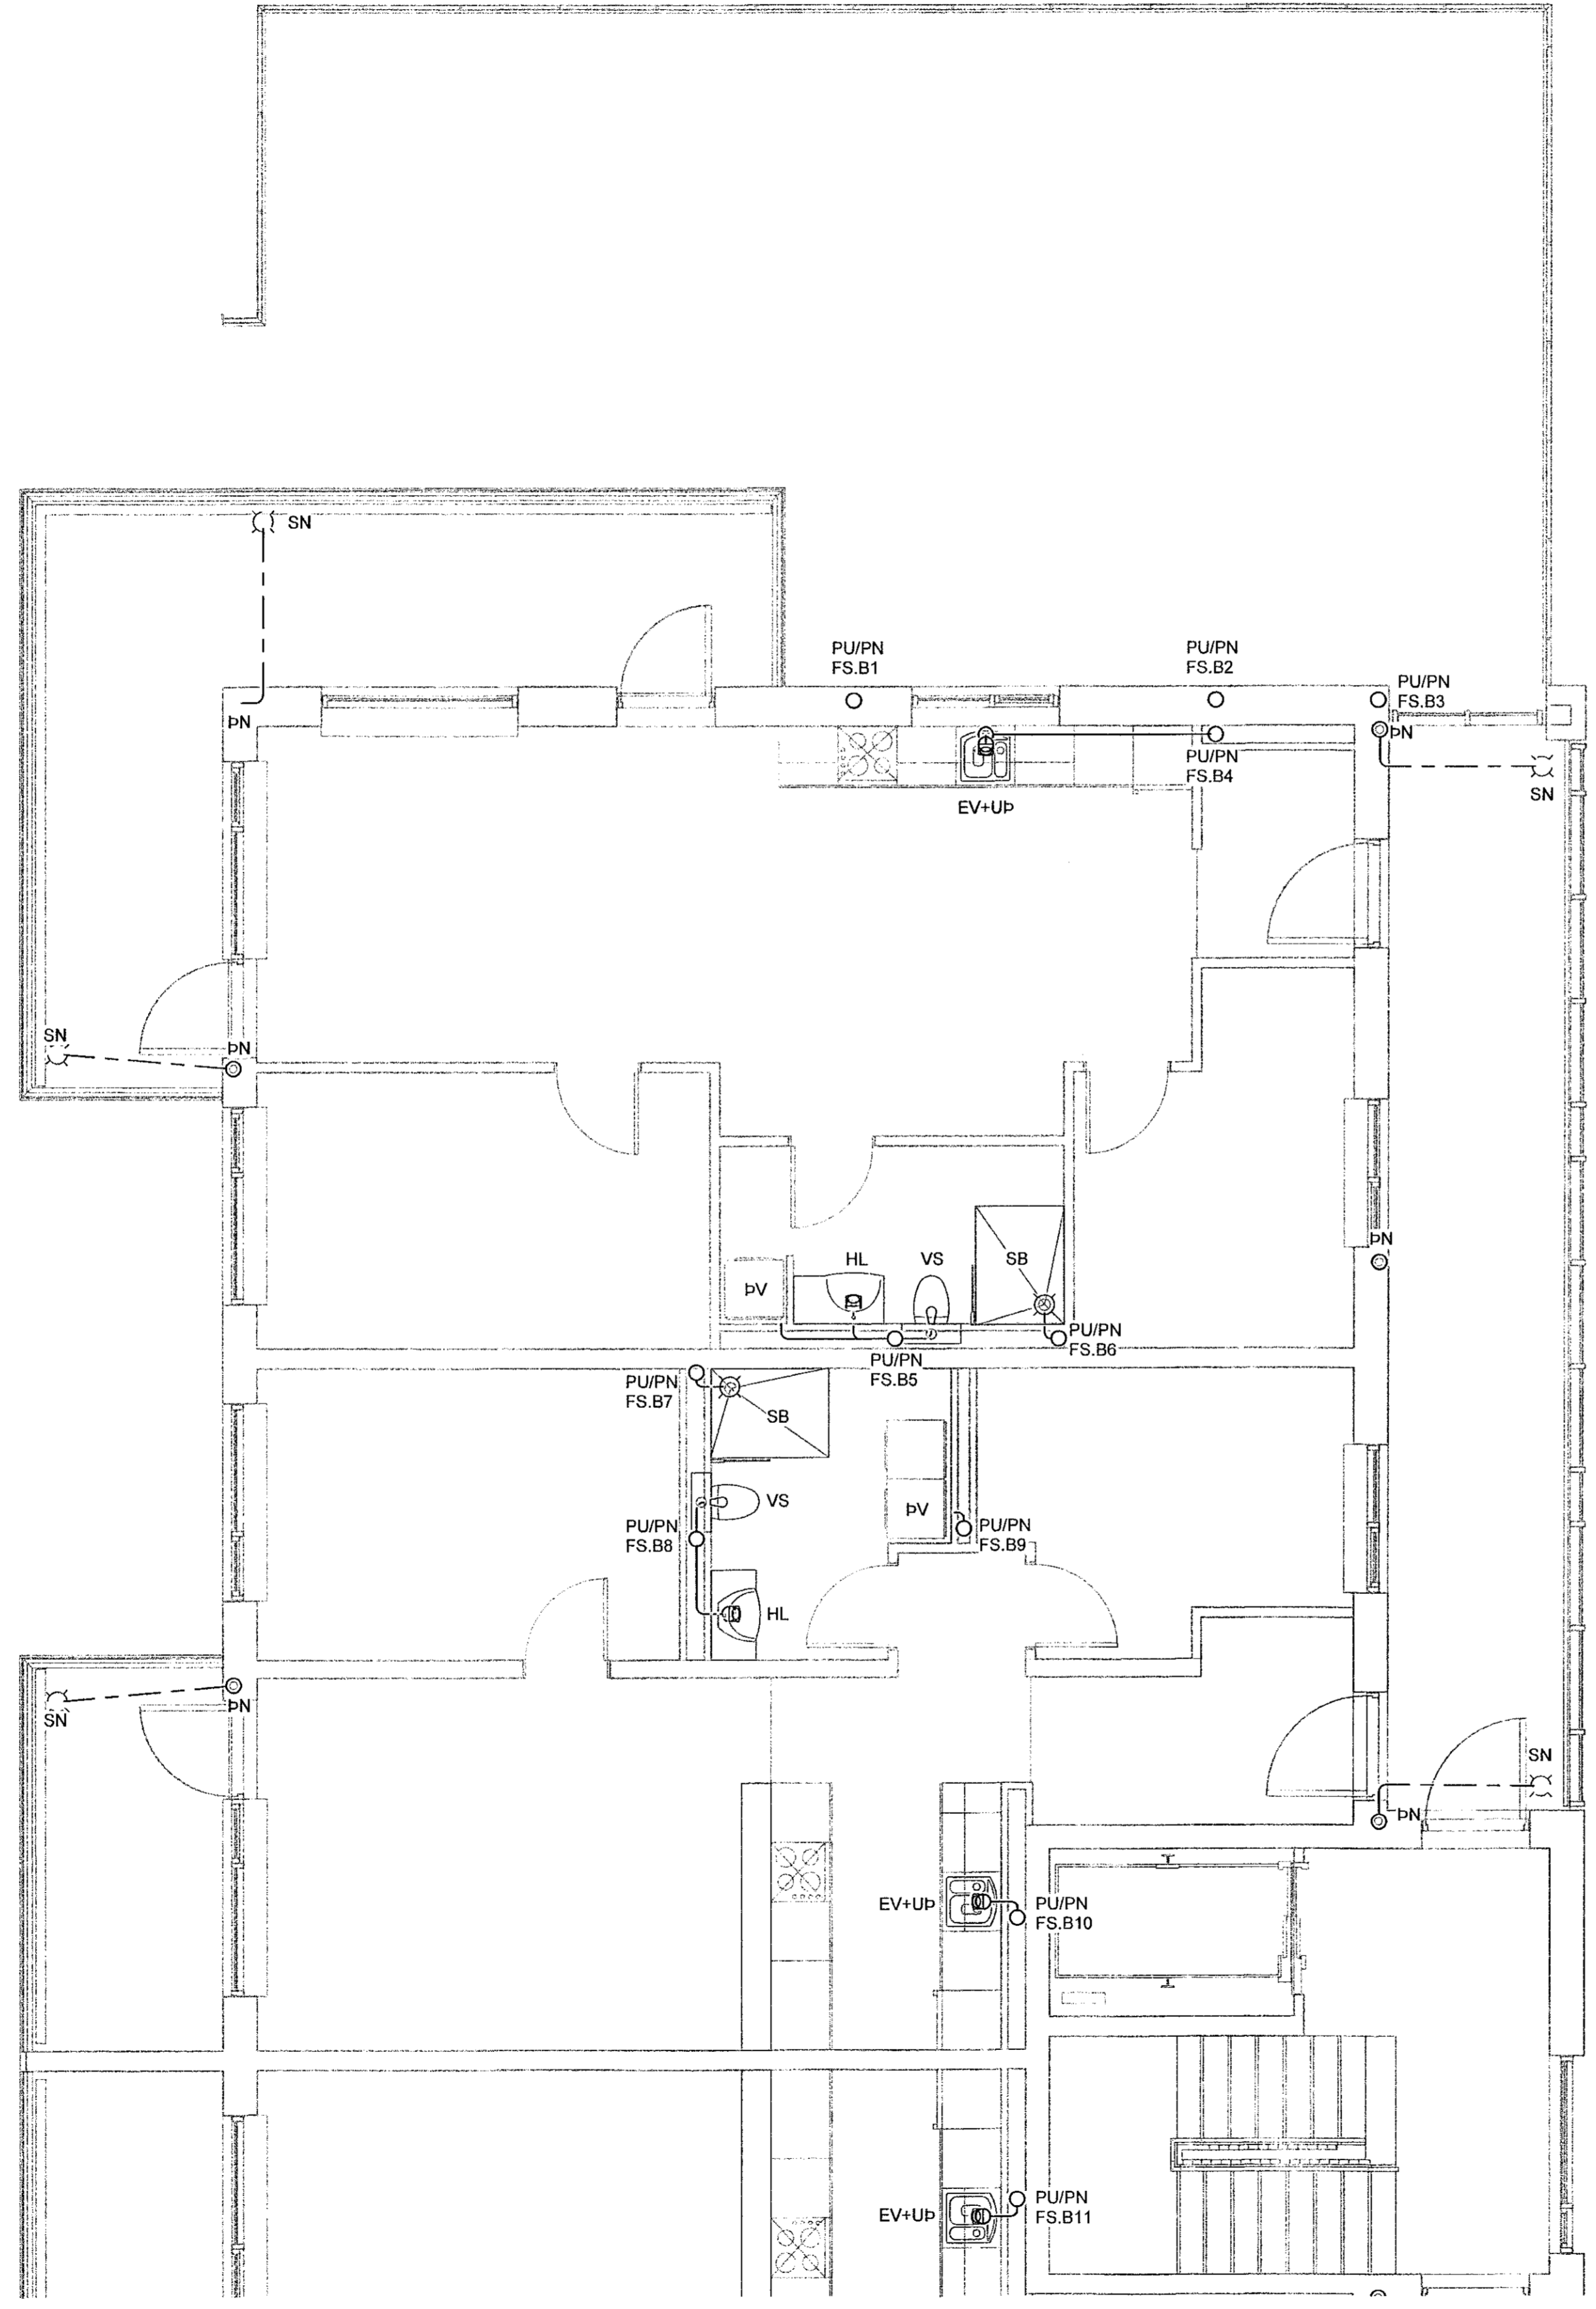 SN
PU/PN
FS.B1
PU/PN
FS.B2
PU/PN
FS.B3
ÞN
ÞN
PU/PN
FS.B4
SN
EV+UÞ
SN
ÞN
ÞN
HL
VS
SB
ÞV
PU/PN
FS.B6
PU/PN
FS.B5
PU/PN
FS.B7
SB
VS
ÞV
PU/PN
FS.B8
PU/PN
FS.B9
HL
SN
ÞN
SN
ÞN
EV+UÞ
PU/PN
FS.B10
EV+UÞ
PU/PN
FS.B11